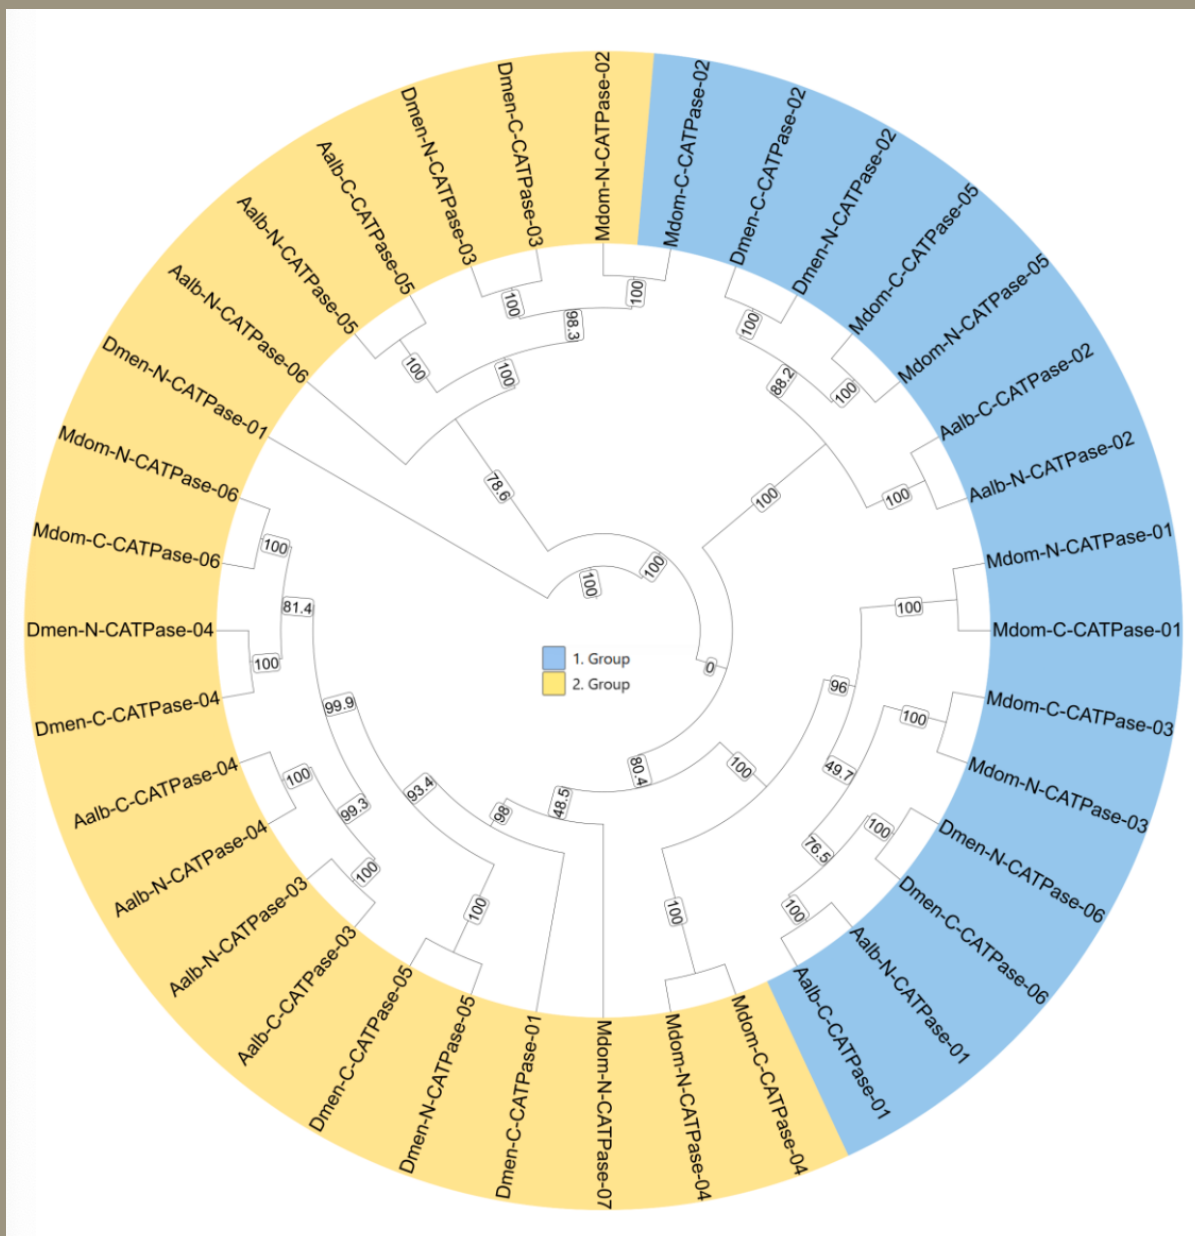 Mdom-N-CATPase-02
Mdom-C-CATPase-02
Dmen-C-CATPase-02
Dmen-N-CATPase-02
Mdom-C-CATPase-05
Mdom-N-CATPase-05
Aalb-C-CATPase-02
Aalb-N-CATPase-02
Mdom-N-CATPase-01
Mdom-C-CATPase-01
Mdom-C-CATPase-03
Mdom-N-CATPase-03
Dmen-N-CATPase-06
Dmen-C-CATPase-06
Aalb-N-CATPase-01
Aalb-C-CATPase-01
Mdom-C-CATPase-04
Mdom-N-CATPase-04
Mdom-N-CATPase-07
Dmen-C-CATPase-01
Dmen-N-CATPase-05
Dmen-C-CATPase-05
Aalb-C-CATPase-03
Aalb-N-CATPase-03
Aalb-N-CATPase-04
Aalb-C-CATPase-04
Dmen-C-CATPase-04
Dmen-N-CATPase-04
Mdom-C-CATPase-06
Mdom-N-CATPase-06
Dmen-N-CATPase-01
Aalb-N-CATPase-06
Aalb-N-CATPase-05
Aalb-C-CATPase-05
Dmen-N-CATPase-03
Dmen-C-CATPase-03
100
100
98.3
100
100
100
88.2
100
78.6
100
100
100
100
100
0
81.4
100
100
99.9
96
100
49.7
80.4
100
93.4
48.5
98
100
99.3
100
76.5
100
100
100
100
1. Group
2. Group